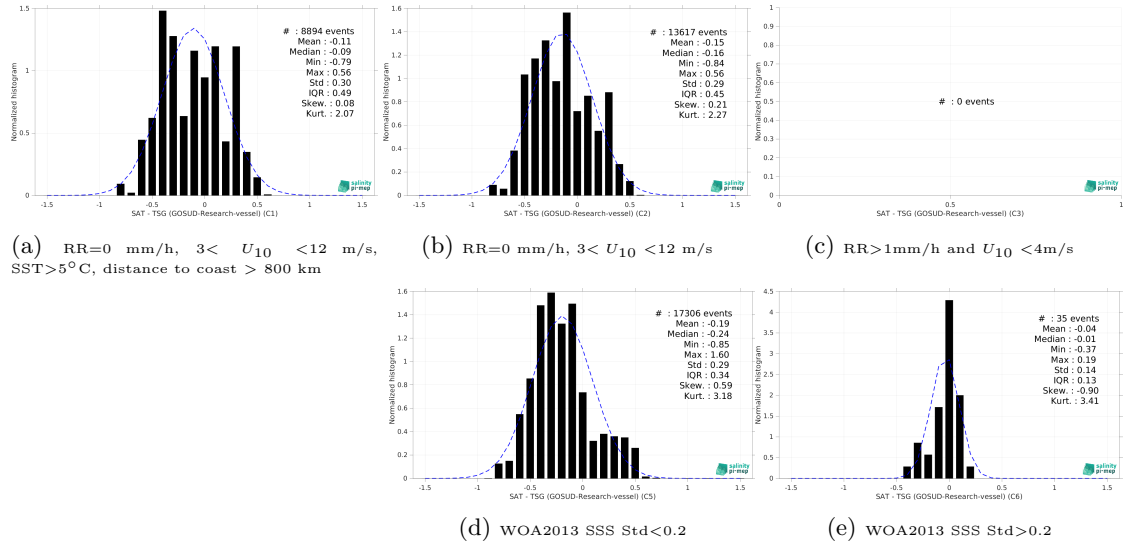 1.5
1
0.5
0
Normalized histogram
# : 8894 events
Mean : -0.11
Median : -0.09
Min : -0.79
Max : 0.56
Std : 0.30
IQR : 0.49
Skew. : 0.08
Kurt. : 2.07
salinity
pi-mep
-1.5 -1 -0.5 0 0.5 1 1.5
SAT - TSG (GOSUD-Research-vessel) (C1)
(a) RR=0 mm/h, 3< U10 <12 m/s,
SST>5°C, distance to coast > 800 km
1.6
1.4
1.2
1
0.8
0.6
0.4
0.2
0
Normalized histogram
# : 13617 events
Mean : -0.15
Median : -0.16
Min : -0.84
Max : 0.56
Std : 0.29
IQR : 0.45
Skew. : 0.21
Kurt. : 2.27
salinity
pi-mep
-1.5 -1 -0.5 0 0.5 1 1.5
SAT - TSG (GOSUD-Research-vessel) (C2)
(b) RR=0 mm/h, 3< U10 <12 m/s
1
0.9
0.8
0.7
0.6
0.5
0.4
0.3
0.2
0.1
0
Normalized histogram
# : 0 events
salinity
pi-mep
0 0.5 1
SAT - TSG (GOSUD-Research-vessel) (C3)
(c) RR>1mm/h and U10 <4m/s
1.6
1.4
1.2
1
0.8
0.6
0.4
0.2
0
Normalized histogram
# : 17306 events
Mean : -0.19
Median : -0.24
Min : -0.85
Max : 1.60
Std : 0.29
IQR : 0.34
Skew. : 0.59
Kurt. : 3.18
salinity
pi-mep
-1.5 -1 -0.5 0 0.5 1 1.5
SAT - TSG (GOSUD-Research-vessel) (C5)
(d) WOA2013 SSS Std<0.2
4.5
4
3.5
3
2.5
2
1.5
1
0.5
0
Normalized histogram
# : 35 events
Mean : -0.04
Median : -0.01
Min : -0.37
Max : 0.19
Std : 0.14
IQR : 0.13
Skew. : -0.90
Kurt. : 3.41
salinity
pi-mep
-1.5 -1 -0.5 0 0.5 1 1.5
SAT - TSG (GOSUD-Research-vessel) (C6)
(e) WOA2013 SSS Std>0.2